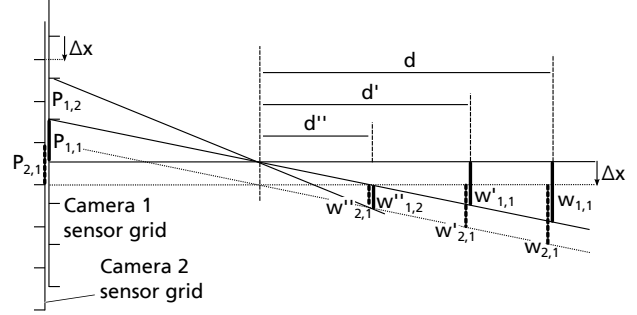 Δx
d
P1,2
d'
d''
P1,1
P2,1
Δx
w''2,1
w''1,2
w'1,1
w1,1
w'2,1
w2,1
Camera 1
sensor grid
Camera 2
sensor grid